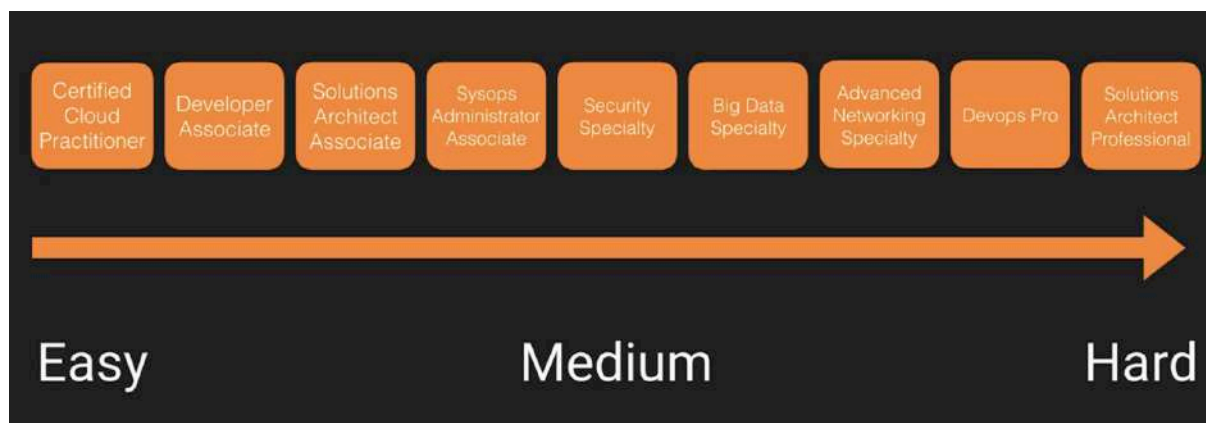 Certified
Cloud
Practitioner
Developer
Associate
Solutions
Architect
Associate
Sysops
Administrator
Associate
Security
Specialty
Big Data
Specialty
Advanced
Networking
Specialty
Devops Pro
Solutions
Architect
Professional
Easy
Medium
Hard